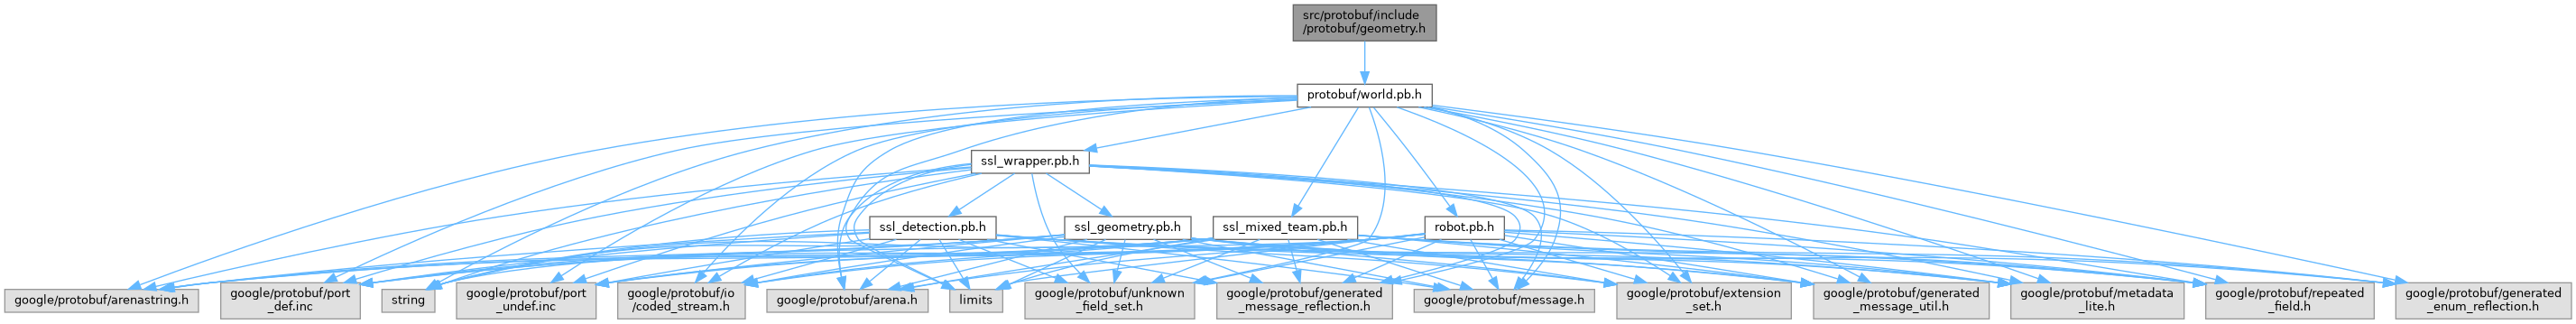 src/protobuf/include
/protobuf/geometry.h
protobuf/world.pb.h
ssl_wrapper.pb.h
ssl_detection.pb.h
ssl_geometry.pb.h
ssl_mixed_team.pb.h
robot.pb.h
google/protobuf/arenastring.h
google/protobuf/port
_def.inc
string
google/protobuf/port
_undef.inc
google/protobuf/io
/coded_stream.h
google/protobuf/arena.h
limits
google/protobuf/unknown
_field_set.h
google/protobuf/generated
_message_reflection.h
google/protobuf/message.h
google/protobuf/extension
_set.h
google/protobuf/generated
_message_util.h
google/protobuf/metadata
_lite.h
google/protobuf/repeated
_field.h
google/protobuf/generated
_enum_reflection.h